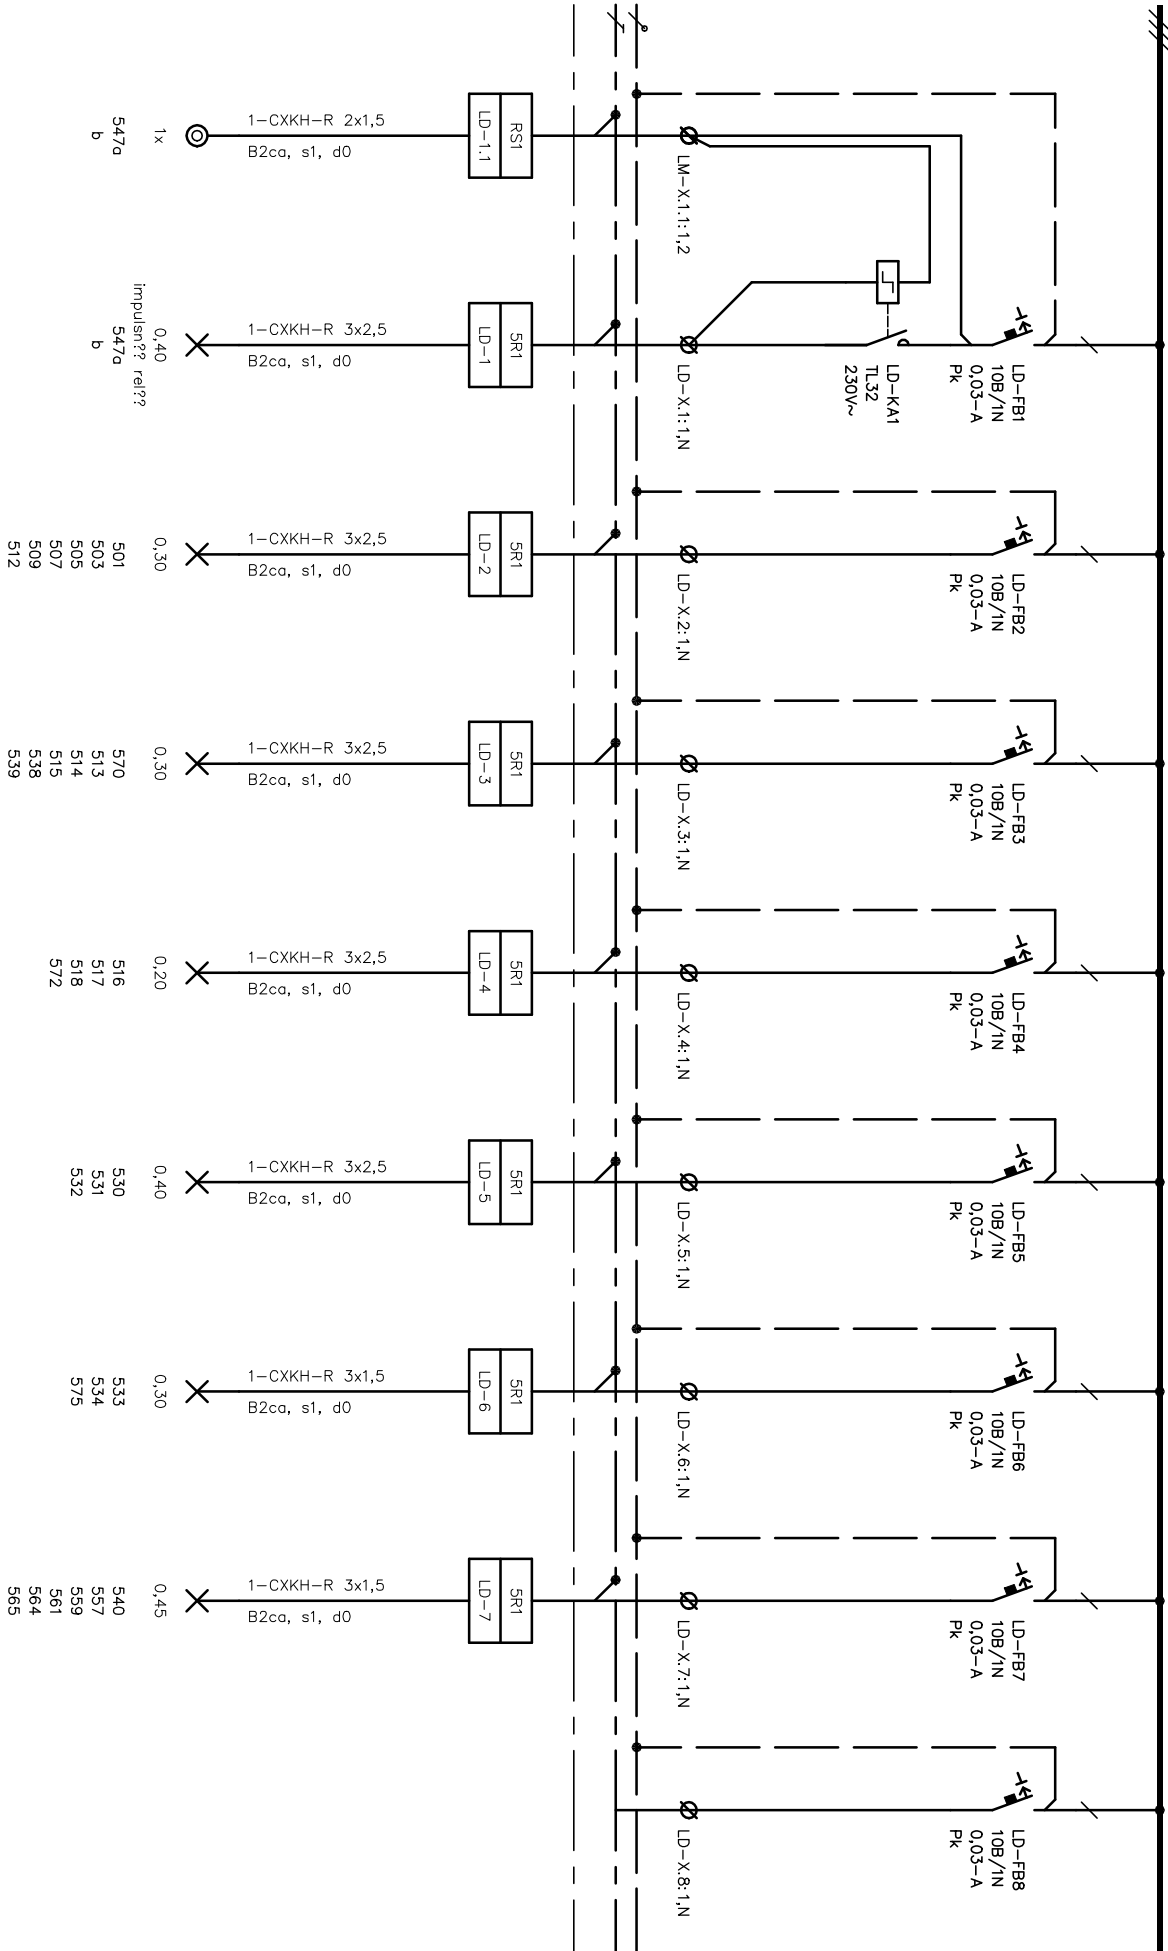 LD-FB1
10B/1N
0,03-A
Pk
LD-KA1
TL32
230V~
LM-X.1.1:1,2
LD-X.1:1,N
RS1
LD-1.1
1-CXKH-R 2x1,5
B2ca, s1, d0
1x
547a
b
5R1
LD-1
1-CXKH-R 3x2,5
B2ca, s1, d0
0,40
impulsn?? rel??
547a
b
LD-FB2
10B/1N
0,03-A
Pk
LD-X.2:1,N
5R1
LD-2
1-CXKH-R 3x2,5
B2ca, s1, d0
0,30
501
503
505
507
509
512
LD-FB3
10B/1N
0,03-A
Pk
LD-X.3:1,N
5R1
LD-3
1-CXKH-R 3x2,5
B2ca, s1, d0
0,30
570
513
514
515
538
539
LD-FB4
10B/1N
0,03-A
Pk
LD-X.4:1,N
5R1
LD-4
1-CXKH-R 3x2,5
B2ca, s1, d0
0,20
516
517
518
572
LD-FB5
10B/1N
0,03-A
Pk
LD-X.5:1,N
5R1
LD-5
1-CXKH-R 3x2,5
B2ca, s1, d0
0,40
530
531
532
LD-FB6
10B/1N
0,03-A
Pk
LD-X.6:1,N
5R1
LD-6
1-CXKH-R 3x1,5
B2ca, s1, d0
0,30
533
534
575
LD-FB7
10B/1N
0,03-A
Pk
LD-X.7:1,N
5R1
LD-7
1-CXKH-R 3x1,5
B2ca, s1, d0
0,45
540
557
559
561
564
565
LD-FB8
10B/1N
0,03-A
Pk
LD-X.8:1,N